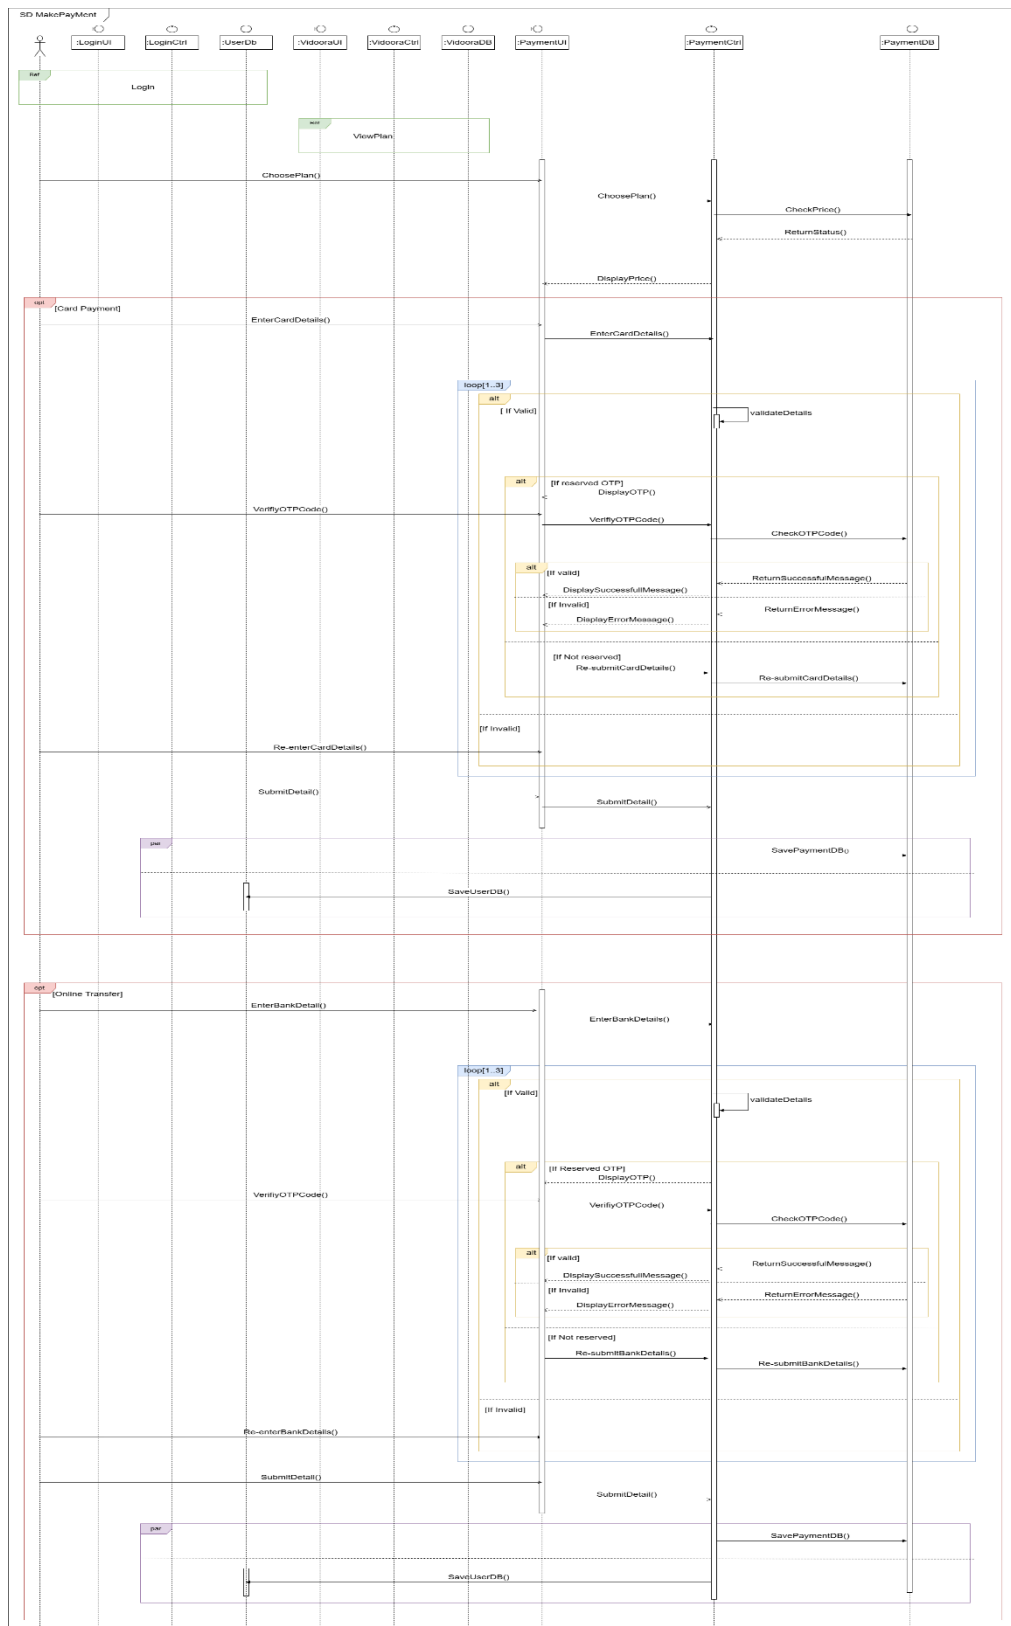 SD MakePayMent
:LoginUI :LoginCtrl :UserDb :VidooraUI :VidooraCtrl :VidooraDB :PaymentUI :PaymentCtrl :PaymentDB
Ref
LogIn
ViewPlan
ChoosePlan()
ChoosePlan()
CheckPrice()
ReturnStatus()
DisplayPrice()
opt
[Card Payment]
EnterCardDetails()
EnterCardDetails()
loop[1..3]
alt
[ If Valid]
validateDetails
alt
[If reserved OTP]
DisplayOTP()
VerifiyOTPCode()
VerifiyOTPCode()
CheckOTPCode()
alt
[If valid]
ReturnSuccessfulMessage()
DisplaySuccessfullMessage()
[If Invalid]
ReturnErrorMessage()
DisplayErrorMessage()
[If Not reserved]
Re-submitCardDetails()
Re-submitCardDetails()
[If Invalid]
Re-enterCardDetails()
SubmitDetail()
SubmitDetail()
par
SavePaymentDB()
SaveUserDB()
opt
[Online Transfer]
EnterBankDetail()
EnterBankDetails()
loop[1..3]
alt
[If Valid]
validateDetails
alt
[If Reserved OTP]
DisplayOTP()
VerifiyOTPCode()
VerifiyOTPCode()
CheckOTPCode()
alt
[If valid]
ReturnSuccessfulMessage()
DisplaySuccessfullMessage()
[If Invalid]
ReturnErrorMessage()
DisplayErrorMessage()
[If Not reserved]
Re-submitBankDetails()
Re-submitBankDetails()
[If Invalid]
Re-enterBankDetails()
SubmitDetail()
SubmitDetail()
par
SavePaymentDB()
SaveUserDB()